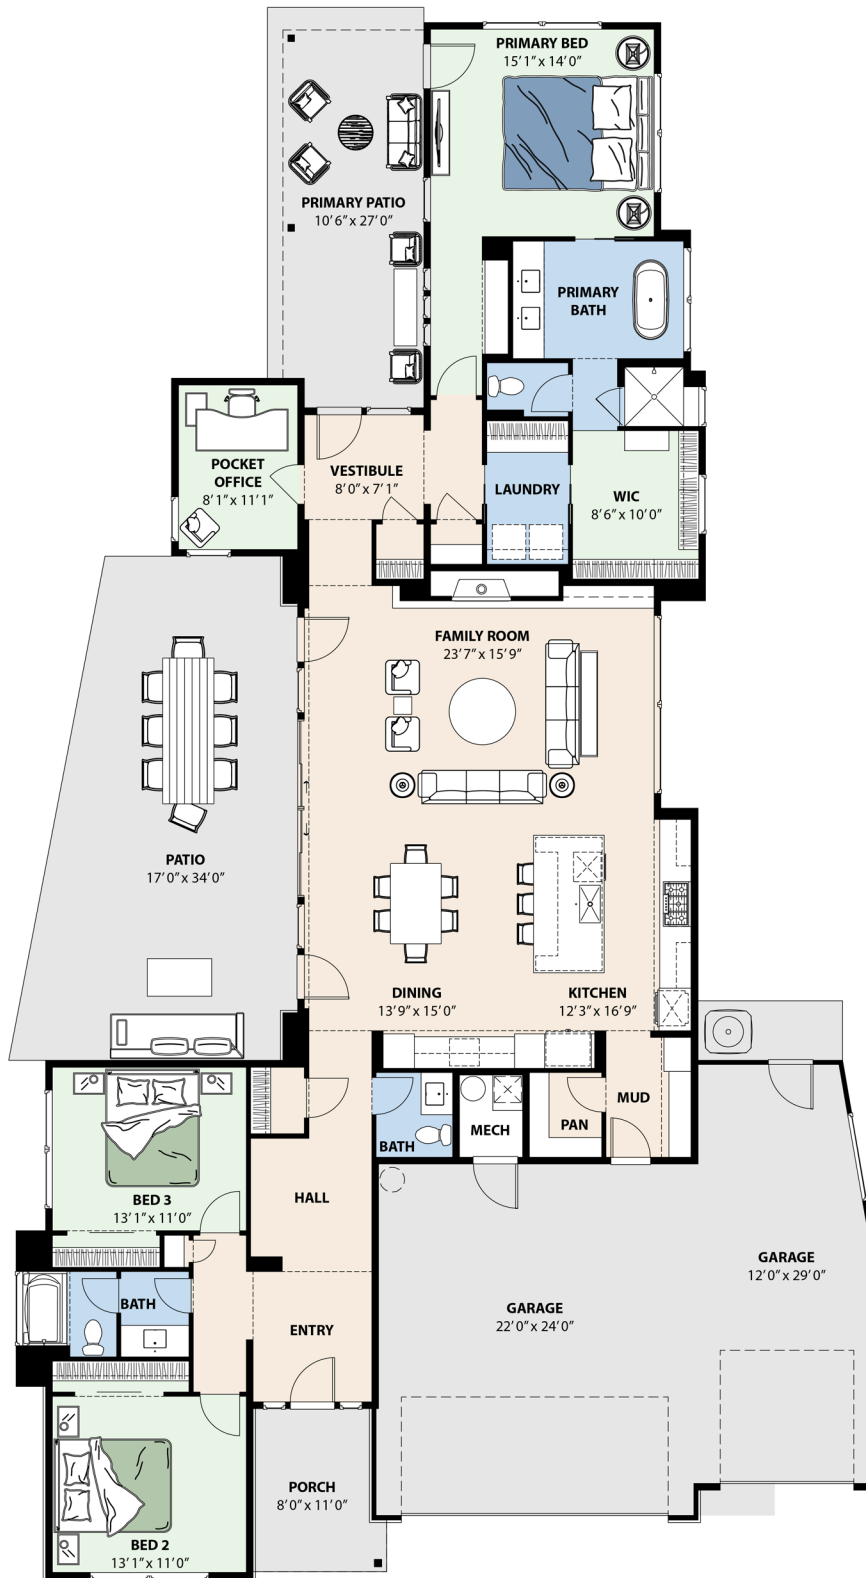 PRIMARY BED
15'1" x 14'0"
PRIMARY PATIO
10'6" x 27'0"
PRIMARY
BATH
POCKET
OFFICE
8'1" x 11'1"
VESTIBULE
8'0" x 7'1"
LAUNDRY
WIC
8'6" x 10'0"
FAMILY ROOM
23'7" x 15'9"
PATIO
17'0" x 34'0"
DINING
13'9" x 15'0"
KITCHEN
12'3" x 16'9"
MUD
PAN
MECH
BATH
BED 3
13'1" x 11'0"
HALL
GARAGE
12'0" x 29'0"
BATH
GARAGE
22'0" x 24'0"
ENTRY
PORCH
8'0" x 11'0"
BED 2
13'1" x 11'0"